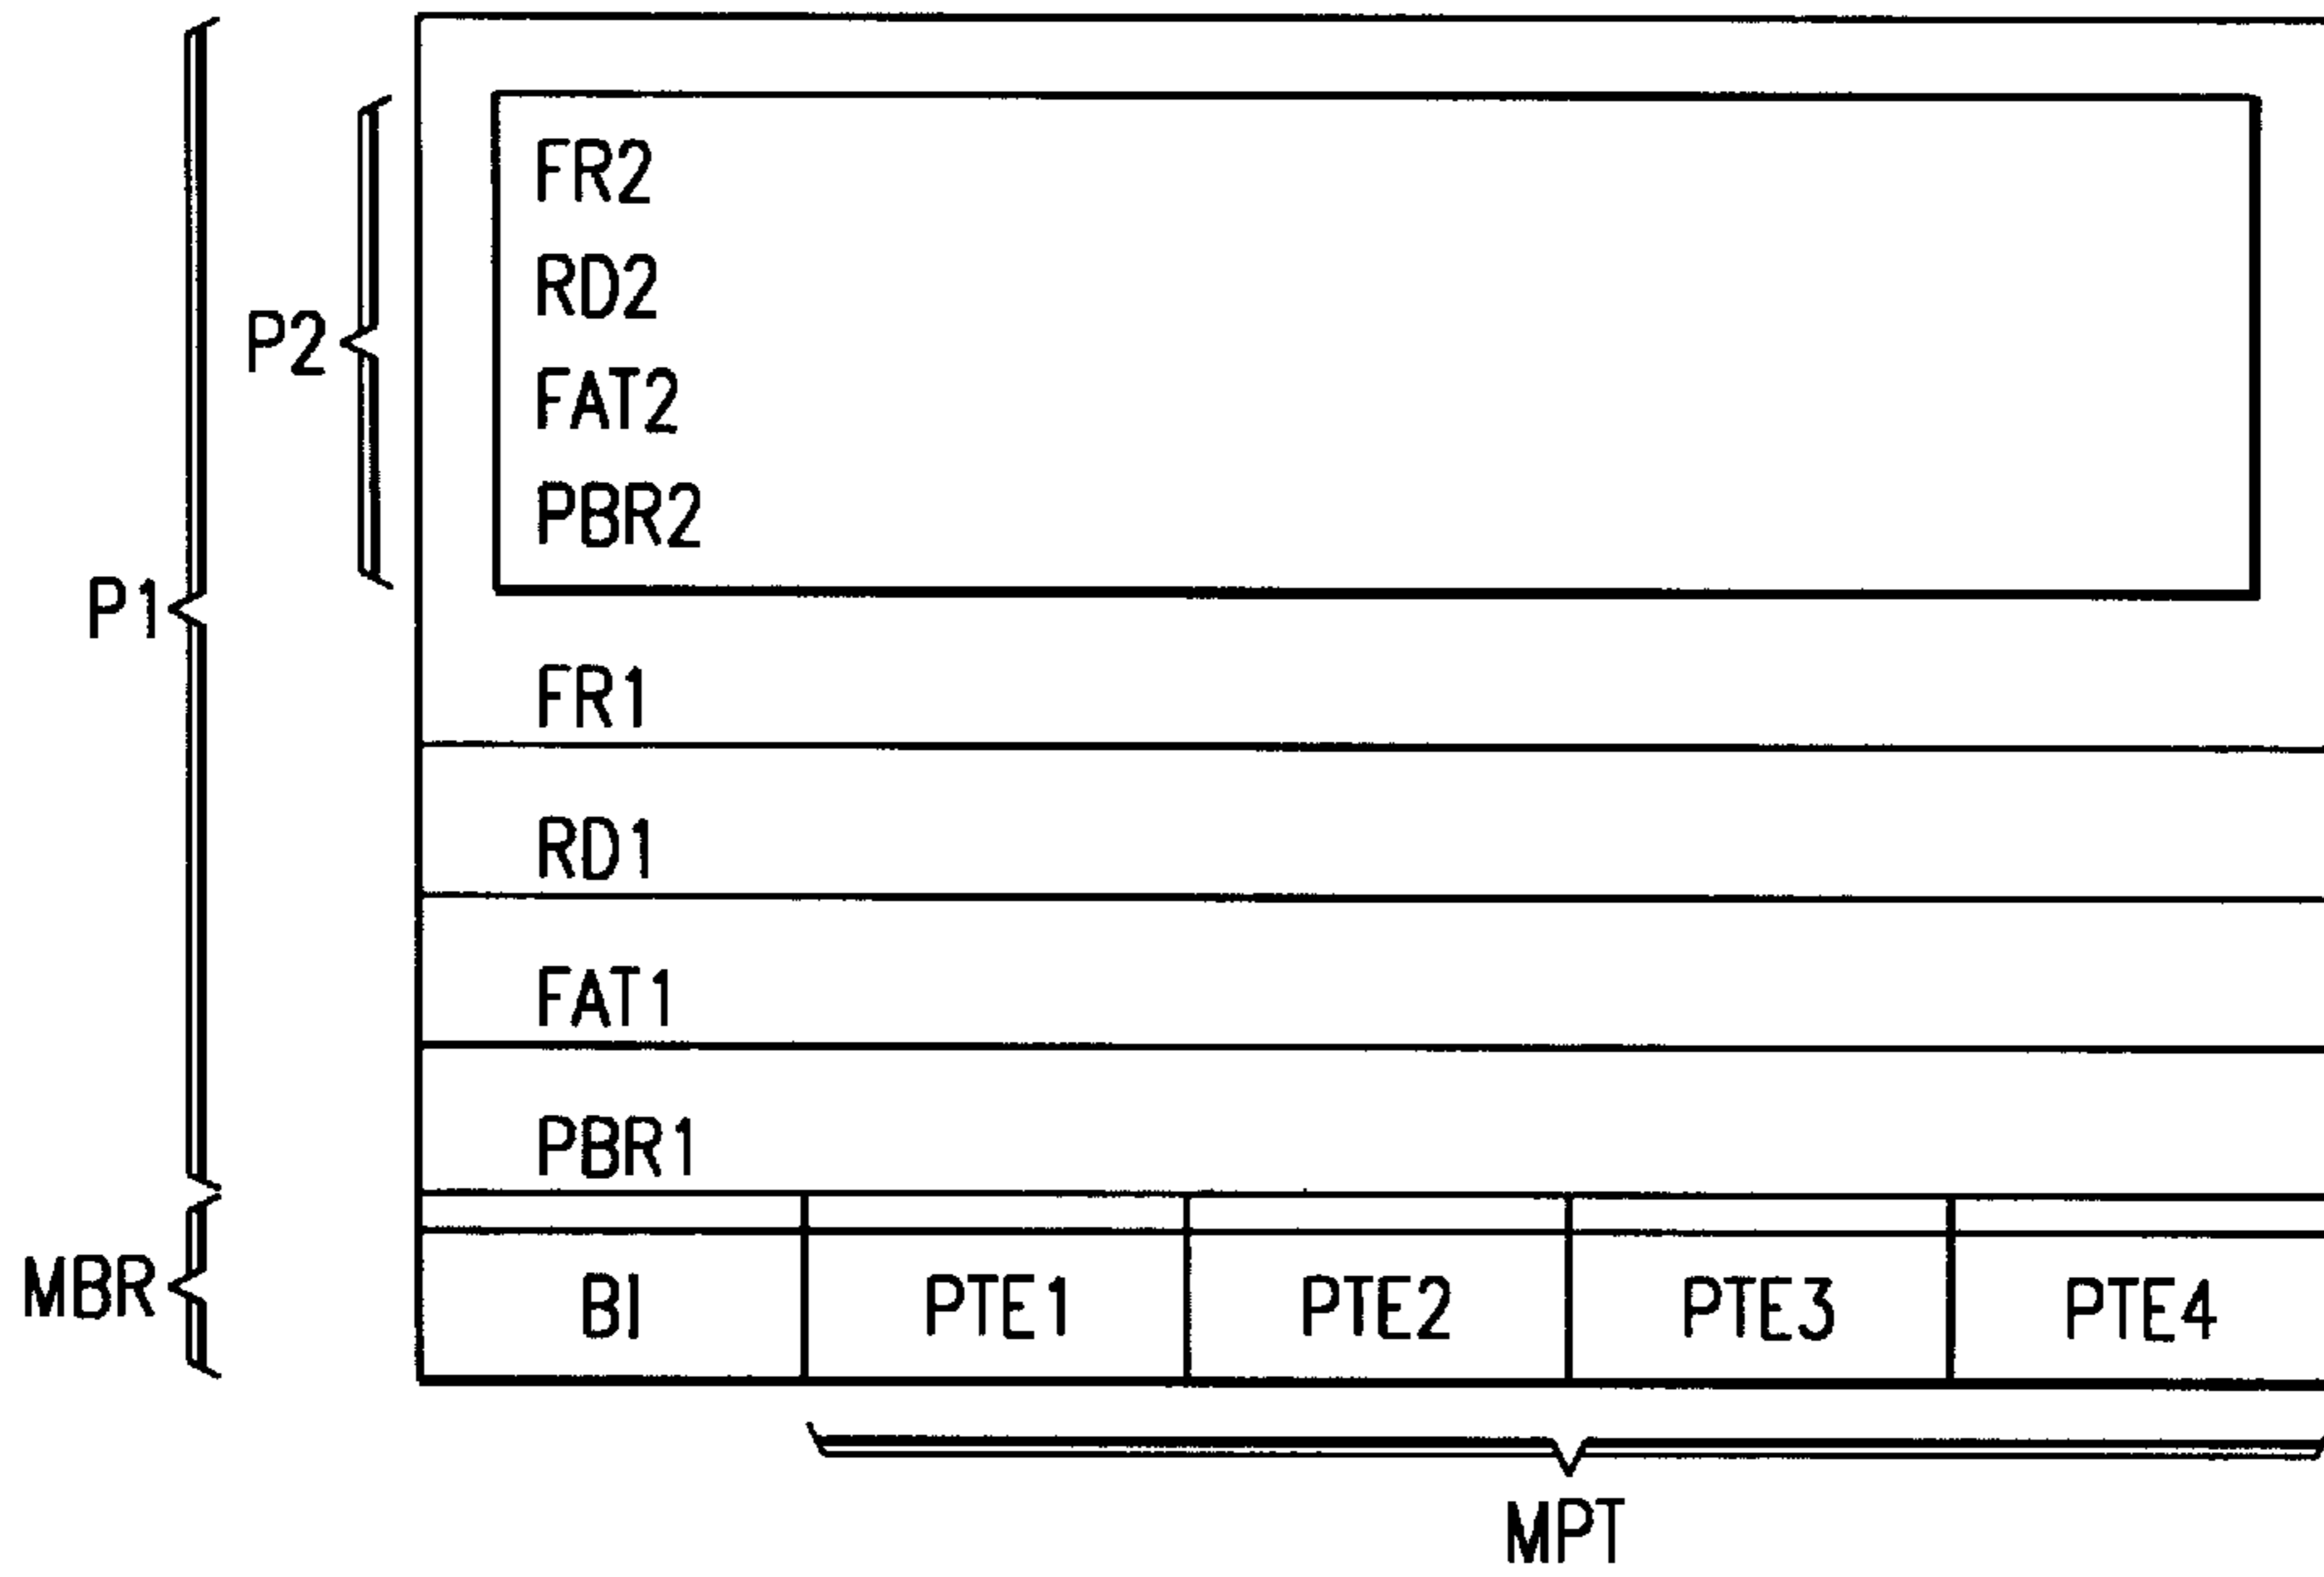 FR2
RD2
P2
FAT2
PBR2
P1
FR1
RD1
FAT1
PBR1
MBR
BI PTE1 PTE2 PTE3 PTE4
MPT